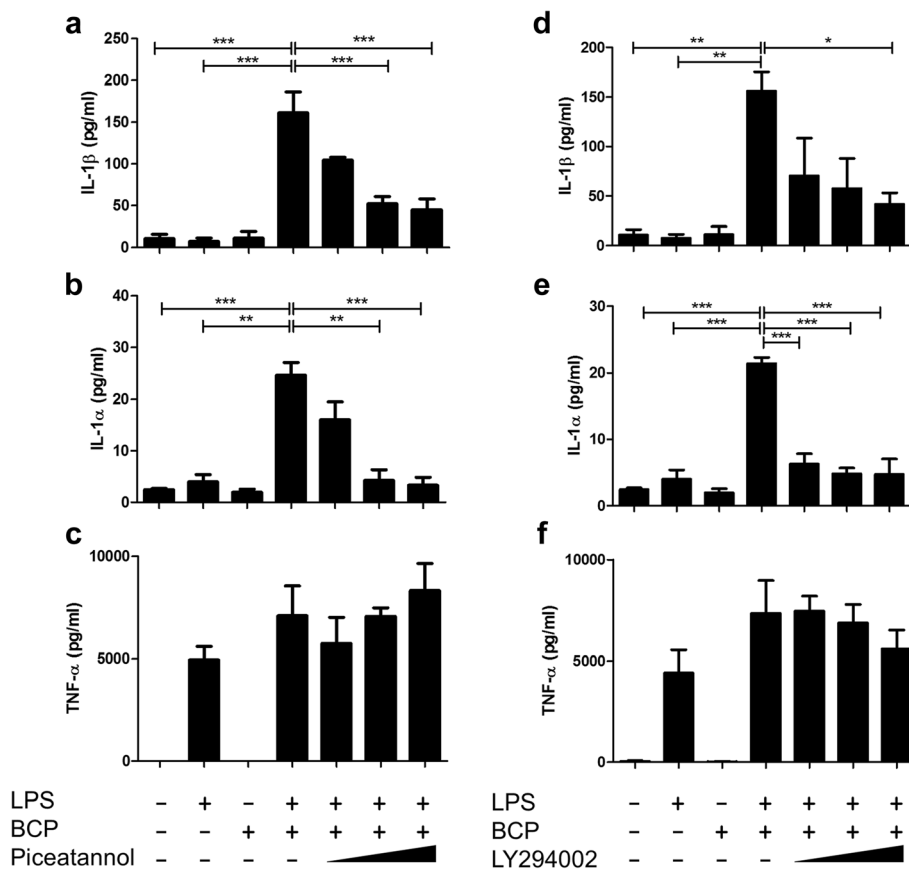 a
*** ***
*** ***
250
200
150
100
50
0
IL-1β (pg/ml)
b
*** ***
** **
40
30
20
10
0
IL-1α (pg/ml)
c
10000
5000
0
TNF-α (pg/ml)
LPS − + − + + + +
BCP − − + + + + +
Piceatannol
d
** *
**
200
150
100
50
0
IL-1β (pg/ml)
e
*** ***
*** ***
***
30
20
10
0
IL-1α (pg/ml)
f
10000
5000
0
TNF-α (pg/ml)
LPS − + − + + + +
BCP − − + + + + +
LY294002